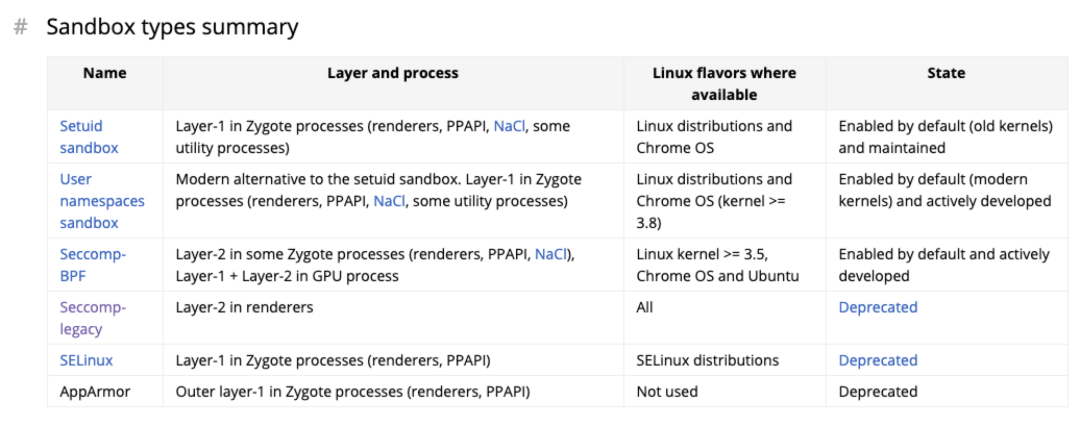 # Sandbox types summary
Name Layer and process Linux flavors where available State
Setuid sandbox Layer-1 in Zygote processes (renderers, PPAPI, NaCl, some utility processes) Linux distributions and Chrome OS Enabled by default (old kernels) and maintained
User namespaces sandbox Modern alternative to the setuid sandbox. Layer-1 in Zygote processes (renderers, PPAPI, NaCl, some utility processes) Linux distributions and Chrome OS (kernel >= 3.8) Enabled by default (modern kernels) and actively developed
Seccomp-BPF Layer-2 in some Zygote processes (renderers, PPAPI, NaCl), Layer-1 + Layer-2 in GPU process Linux kernel >= 3.5, Chrome OS and Ubuntu Enabled by default and actively developed
Seccomp-legacy Layer-2 in renderers All Deprecated
SELinux Layer-1 in Zygote processes (renderers, PPAPI) SELinux distributions Deprecated
AppArmor Outer layer-1 in Zygote processes (renderers, PPAPI) Not used Deprecated